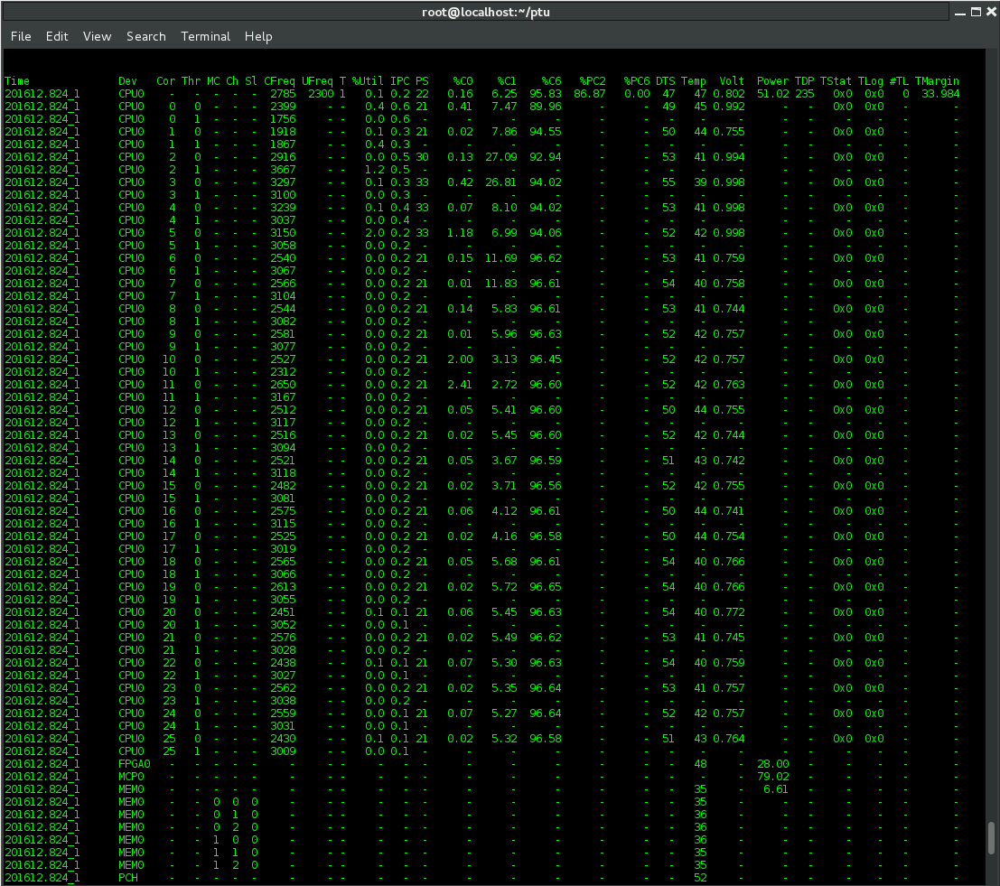 root@localhost:~/ptu
File Edit View Search Terminal Help
Time Dev Cor Thr MC Ch Sl CFreq UFreq T %Util IPC PS %C0 %C1 %C6 %PC2 %PC6 DTS Temp Volt Power TDP TStat TLog #TL TMargin
201612.824_1 CPU0 - - - - - 2785 2300 1 0.1 0.2 22 0.16 6.25 95.83 86.87 0.00 47 47 0.802 51.02 235 0x0 0x0 0 33.984
201612.824_1 CPU0 0 0 - - - 2399 - - 0.4 0.6 21 0.41 7.47 89.96 - - 49 45 0.992 - - 0x0 0x0 - -
201612.824_1 CPU0 0 1 - - - 1756 - - 0.0 0.6 - - - - - - - - - - - - - - -
201612.824_1 CPU0 1 0 - - - 1918 - - 0.1 0.3 21 0.02 7.86 94.55 - - 50 44 0.755 - - 0x0 0x0 - -
201612.824_1 CPU0 1 1 - - - 1867 - - 0.4 0.3 - - - - - - - - - - - - - - -
201612.824_1 CPU0 2 0 - - - 2916 - - 0.0 0.5 30 0.13 27.09 92.94 - - 53 41 0.994 - - 0x0 0x0 - -
201612.824_1 CPU0 2 1 - - - 3667 - - 1.2 0.5 - - - - - - - - - - - - - - -
201612.824_1 CPU0 3 0 - - - 3297 - - 0.1 0.3 33 0.42 26.81 94.02 - - 55 39 0.998 - - 0x0 0x0 - -
201612.824_1 CPU0 3 1 - - - 3100 - - 0.0 0.3 - - - - - - - - - - - - - - -
201612.824_1 CPU0 4 0 - - - 3239 - - 0.1 0.4 33 0.07 8.10 94.02 - - 53 41 0.998 - - 0x0 0x0 - -
201612.824_1 CPU0 4 1 - - - 3037 - - 0.0 0.4 - - - - - - - - - - - - - - -
201612.824_1 CPU0 5 0 - - - 3150 - - 2.0 0.2 33 1.18 6.99 94.06 - - 52 42 0.998 - - 0x0 0x0 - -
201612.824_1 CPU0 5 1 - - - 3058 - - 0.0 0.2 - - - - - - - - - - - - - - -
201612.824_1 CPU0 6 0 - - - 2540 - - 0.0 0.2 21 0.15 11.69 96.62 - - 53 41 0.759 - - 0x0 0x0 - -
201612.824_1 CPU0 6 1 - - - 3067 - - 0.0 0.2 - - - - - - - - - - - - - - -
201612.824_1 CPU0 7 0 - - - 2566 - - 0.0 0.2 21 0.01 11.83 96.61 - - 54 40 0.758 - - 0x0 0x0 - -
201612.824_1 CPU0 7 1 - - - 3104 - - 0.0 0.2 - - - - - - - - - - - - - - -
201612.824_1 CPU0 8 0 - - - 2544 - - 0.0 0.2 21 0.14 5.83 96.61 - - 53 41 0.744 - - 0x0 0x0 - -
201612.824_1 CPU0 8 1 - - - 3082 - - 0.0 0.2 - - - - - - - - - - - - - - -
201612.824_1 CPU0 9 0 - - - 2581 - - 0.0 0.2 21 0.01 5.96 96.63 - - 52 42 0.757 - - 0x0 0x0 - -
201612.824_1 CPU0 9 1 - - - 3077 - - 0.0 0.2 - - - - - - - - - - - - - - -
201612.824_1 CPU0 10 0 - - - 2527 - - 0.0 0.2 21 2.00 3.13 96.45 - - 52 42 0.757 - - 0x0 0x0 - -
201612.824_1 CPU0 10 1 - - - 2312 - - 0.0 0.2 - - - - - - - - - - - - - - -
201612.824_1 CPU0 11 0 - - - 2650 - - 0.0 0.2 21 2.41 2.72 96.60 - - 52 42 0.763 - - 0x0 0x0 - -
201612.824_1 CPU0 11 1 - - - 3167 - - 0.0 0.2 - - - - - - - - - - - - - - -
201612.824_1 CPU0 12 0 - - - 2512 - - 0.0 0.2 21 0.05 5.41 96.60 - - 50 44 0.755 - - 0x0 0x0 - -
201612.824_1 CPU0 12 1 - - - 3117 - - 0.0 0.2 - - - - - - - - - - - - - - -
201612.824_1 CPU0 13 0 - - - 2516 - - 0.0 0.2 21 0.02 5.45 96.60 - - 52 42 0.744 - - 0x0 0x0 - -
201612.824_1 CPU0 13 1 - - - 3094 - - 0.0 0.2 - - - - - - - - - - - - - - -
201612.824_1 CPU0 14 0 - - - 2521 - - 0.0 0.2 21 0.05 3.67 96.59 - - 51 43 0.742 - - 0x0 0x0 - -
201612.824_1 CPU0 14 1 - - - 3118 - - 0.0 0.2 - - - - - - - - - - - - - - -
201612.824_1 CPU0 15 0 - - - 2482 - - 0.0 0.2 21 0.02 3.71 96.56 - - 52 42 0.755 - - 0x0 0x0 - -
201612.824_1 CPU0 15 1 - - - 3081 - - 0.0 0.2 - - - - - - - - - - - - - - -
201612.824_1 CPU0 16 0 - - - 2575 - - 0.0 0.2 21 0.06 4.12 96.61 - - 50 44 0.741 - - 0x0 0x0 - -
201612.824_1 CPU0 16 1 - - - 3115 - - 0.0 0.2 - - - - - - - - - - - - - - -
201612.824_1 CPU0 17 0 - - - 2525 - - 0.0 0.2 21 0.02 4.16 96.58 - - 50 44 0.754 - - 0x0 0x0 - -
201612.824_1 CPU0 17 1 - - - 3019 - - 0.0 0.2 - - - - - - - - - - - - - - -
201612.824_1 CPU0 18 0 - - - 2565 - - 0.0 0.2 21 0.05 5.68 96.61 - - 54 40 0.766 - - 0x0 0x0 - -
201612.824_1 CPU0 18 1 - - - 3066 - - 0.0 0.2 - - - - - - - - - - - - - - -
201612.824_1 CPU0 19 0 - - - 2613 - - 0.0 0.2 21 0.02 5.72 96.65 - - 54 40 0.766 - - 0x0 0x0 - -
201612.824_1 CPU0 19 1 - - - 3055 - - 0.0 0.2 - - - - - - - - - - - - - - -
201612.824_1 CPU0 20 0 - - - 2451 - - 0.1 0.1 21 0.06 5.45 96.63 - - 54 40 0.772 - - 0x0 0x0 - -
201612.824_1 CPU0 20 1 - - - 3052 - - 0.0 0.1 - - - - - - - - - - - - - - -
201612.824_1 CPU0 21 0 - - - 2576 - - 0.0 0.2 21 0.02 5.49 96.62 - - 53 41 0.745 - - 0x0 0x0 - -
201612.824_1 CPU0 21 1 - - - 3028 - - 0.0 0.2 - - - - - - - - - - - - - - -
201612.824_1 CPU0 22 0 - - - 2438 - - 0.1 0.1 21 0.07 5.30 96.63 - - 54 40 0.759 - - 0x0 0x0 - -
201612.824_1 CPU0 22 1 - - - 3027 - - 0.0 0.1 - - - - - - - - - - - - - - -
201612.824_1 CPU0 23 0 - - - 2562 - - 0.0 0.2 21 0.02 5.35 96.64 - - 53 41 0.757 - - 0x0 0x0 - -
201612.824_1 CPU0 23 1 - - - 3038 - - 0.0 0.2 - - - - - - - - - - - - - - -
201612.824_1 CPU0 24 0 - - - 2559 - - 0.1 0.1 21 0.07 5.27 96.64 - - 52 42 0.757 - - 0x0 0x0 - -
201612.824_1 CPU0 24 1 - - - 3031 - - 0.0 0.1 - - - - - - - - - - - - - - -
201612.824_1 CPU0 25 0 - - - 2430 - - 0.1 0.1 21 0.02 5.32 96.58 - - 51 43 0.764 - - 0x0 0x0 - -
201612.824_1 CPU0 25 1 - - - 3009 - - 0.0 0.1 - - - - - - - - - - - - - - -
201612.824_1 FPGA0 - - - - - - - - - - - - - - - - - 48 - 28.00 - - - - -
201612.824_1 MCP0 - - - - - - - - - - - - - - - - - - - 79.02 - - - - -
201612.824_1 MEM0 - - - - - - - - - - - - - - - - - 35 - 6.61 - - - - -
201612.824_1 MEM0 - - 0 0 0 - - - - - - - - - - - - 35 - - - - - - -
201612.824_1 MEM0 - - 0 1 0 - - - - - - - - - - - - 36 - - - - - - -
201612.824_1 MEM0 - - 0 2 0 - - - - - - - - - - - - 36 - - - - - - -
201612.824_1 MEM0 - - 1 0 0 - - - - - - - - - - - - 36 - - - - - - -
201612.824_1 MEM0 - - 1 1 0 - - - - - - - - - - - - 35 - - - - - - -
201612.824_1 MEM0 - - 1 2 0 - - - - - - - - - - - - 35 - - - - - - -
201612.824_1 PCH - - - - - - - - - - - - - - - - - 52 - - - - - - -